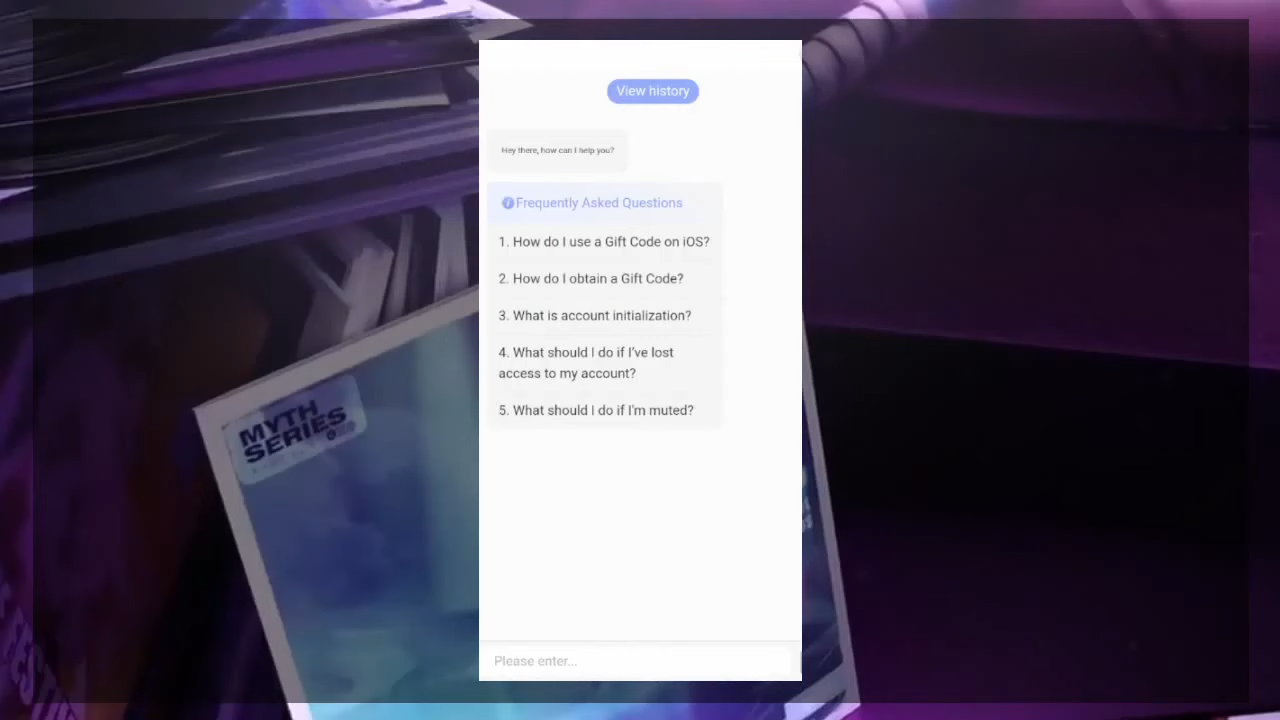 View history
Hey there, how can I help you?
Frequently Asked Questions
1. How do I use a Gift Code on iOS?
2. How do I obtain a Gift Code?
3. What is account initialization?
4. What should I do if I've lost
access to my account?
5. What should I do if I'm muted?
Please enter...
MYTH
SERIES